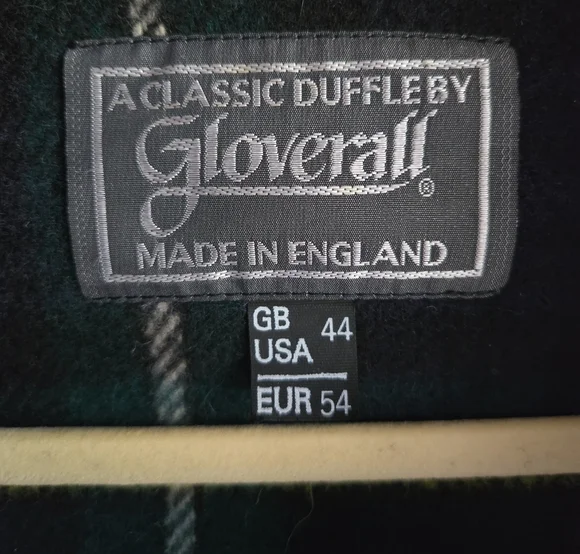 A CLASSIC DUFFLE BY
Gloverall®
MADE IN ENGLAND
GB
USA 44
EUR 54